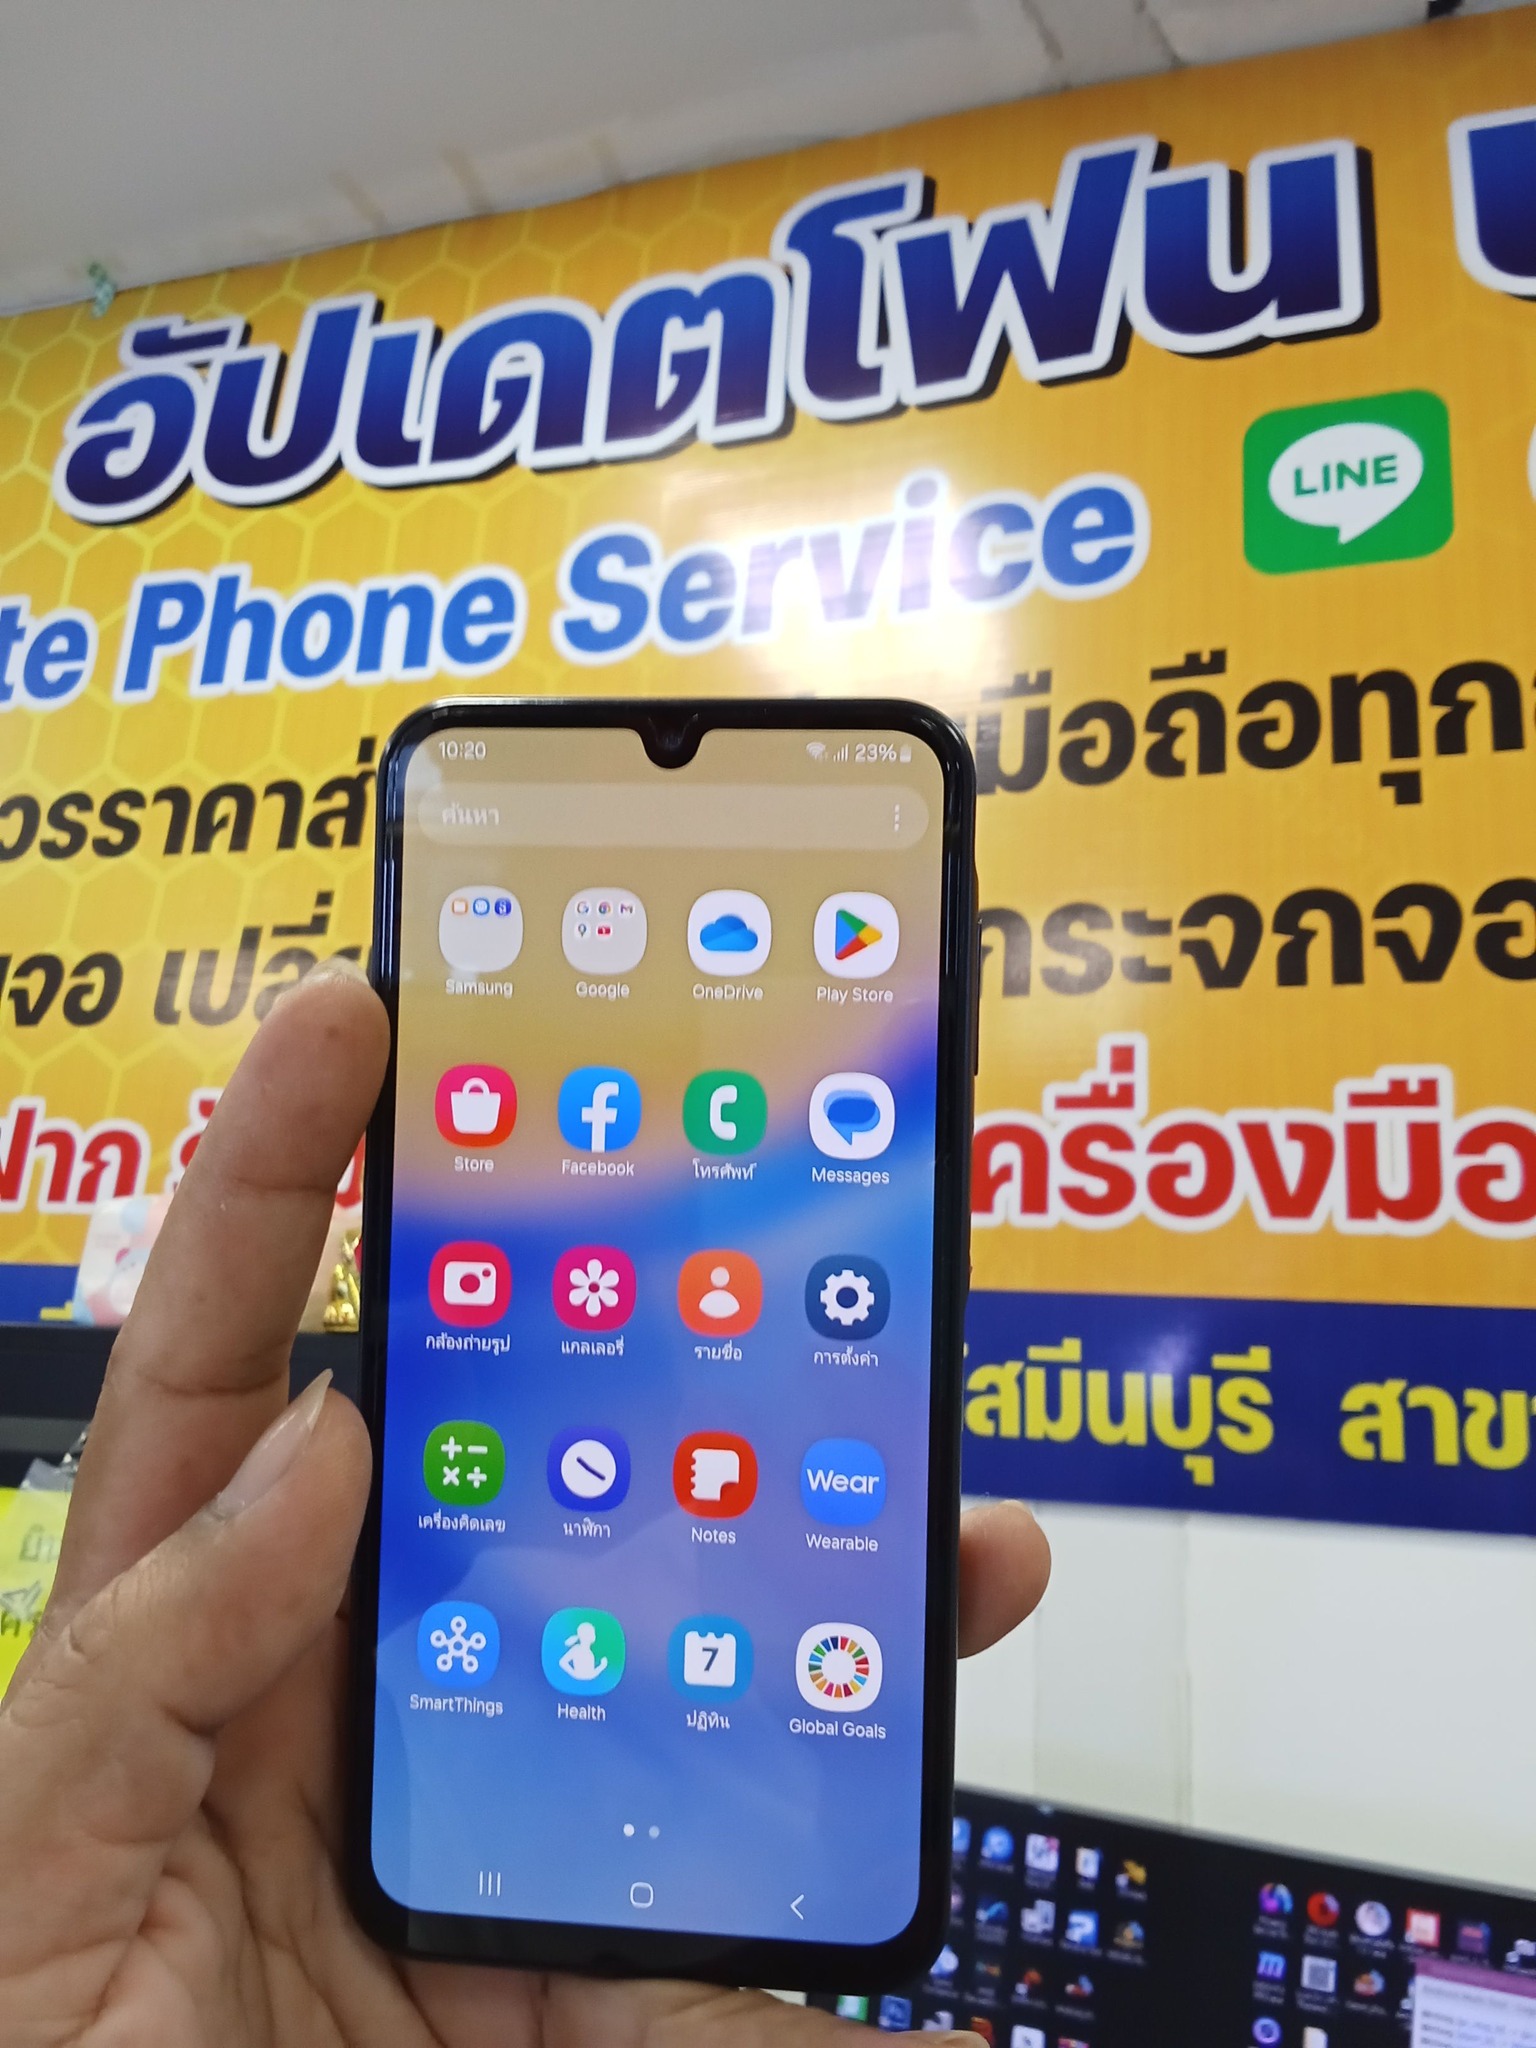 อัปเดตโฟน
te Phone Service
LINE
มือถือทุก
วรราคาส่
จอ เปลี่
กระจกจอ
ฝาก
ครื่องมือ
สมีนบุรี สาขา
10:20
23%
ค้นหา
Samsung
Google
OneDrive
Play Store
Store
Facebook
โทรศัพท์
Messages
กล้องถ่ายรูป
แกลเลอรี่
รายชื่อ
การตั้งค่า
Wear
เครื่องคิดเลข
นาฬิกา
Notes
Wearable
7
SmartThings
Health
ปฏิทิน
Global Goals